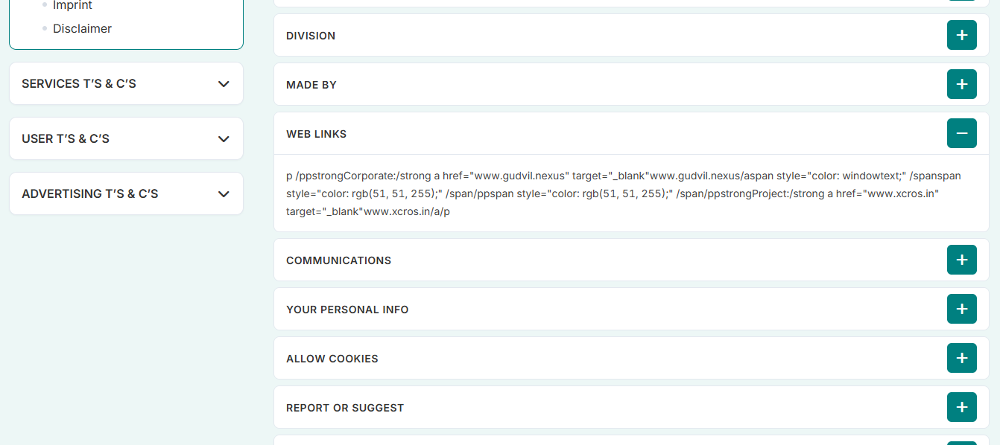 Imprint
Disclaimer
SERVICES T’S & C’S
USER T’S & C’S
ADVERTISING T’S & C’S
DIVISION
MADE BY
WEB LINKS
p /ppstrongCorporate:/strong a href="www.gudvil.nexus" target="_blank"www.gudvil.nexus/aspan style="color: windowtext;" /spanspan
style="color: rgb(51, 51, 255);" /span/ppspan style="color: rgb(51, 51, 255);" /span/ppstrongProject:/strong a href="www.xcros.in"
target="_blank"www.xcros.in/a/p
COMMUNICATIONS
YOUR PERSONAL INFO
ALLOW COOKIES
REPORT OR SUGGEST